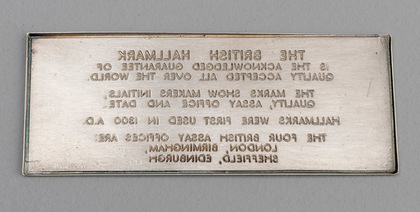 THE BRITISH HALLMARK
IS THE ACKNOWLEDGED GUARANTEE OF
QUALITY ACCEPTED ALL OVER THE WORLD.
THE MARKS SHOW MAKERS INITIALS,
QUALITY, ASSAY OFFICE AND DATE.
HALLMARKS WERE FIRST USED IN 1300 A.D.
THE FOUR BRITISH ASSAY OFFICES ARE:
LONDON, BIRMINGHAM,
SHEFFIELD, EDINBURGH